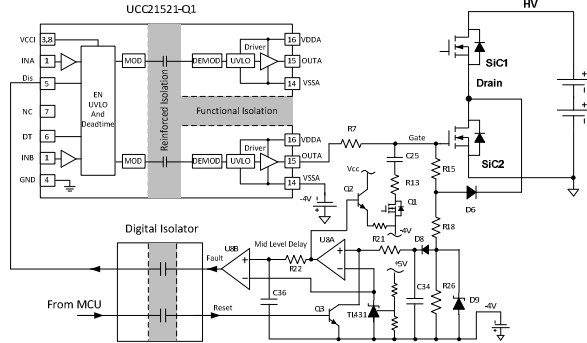 UCC21521-Q1
HV
VCCI 3,8
INA 1
Dis 5
NC 7
DT 6
INB 1
GND 4
EN
UVLO
And
Deadtime
MOD
Reinforced Isolation
DEMOD
UVLO
Driver
16 VDDA
15 OUTA
14 VSSA
Functional Isolation
MOD
DEMOD
UVLO
Driver
16 VDDA
15 OUTA
14 VSSA
-4V
SiC1
Drain
SiC2
R7
Gate
C25
R13
Q1
-4V
Vcc
Q2
R15
D6
R18
Digital Isolator
Fault
U8B
Mid Level Delay
R22
U8A
R21
D8
+5V
C36
Q3
TL431
C34
R26
D9
-4V
From MCU
Reset